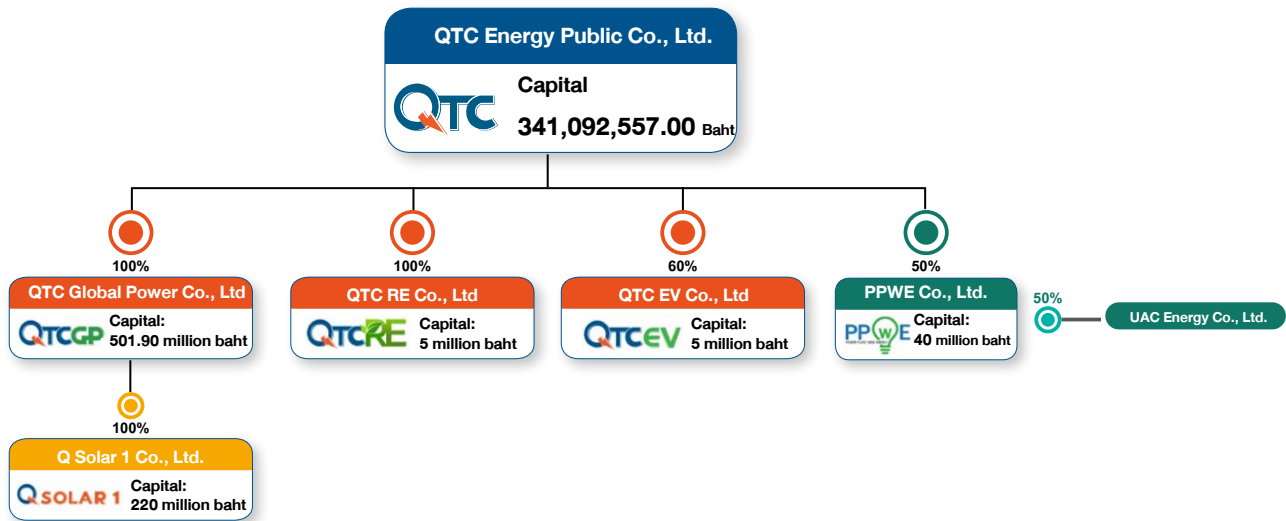 QTC Energy Public Co., Ltd.
QTC
Capital
341,092,557.00 Baht
100%
QTC Global Power Co., Ltd
QTCGP
Capital:
501.90 million baht
100%
Q Solar 1 Co., Ltd.
Q SOLAR 1
Capital:
220 million baht
100%
QTC RE Co., Ltd
QTCRE
Capital:
5 million baht
60%
QTC EV Co., Ltd
QTCEV
Capital:
5 million baht
50%
PPWE Co., Ltd.
PPWE
Capital:
40 million baht
50%
UAC Energy Co., Ltd.